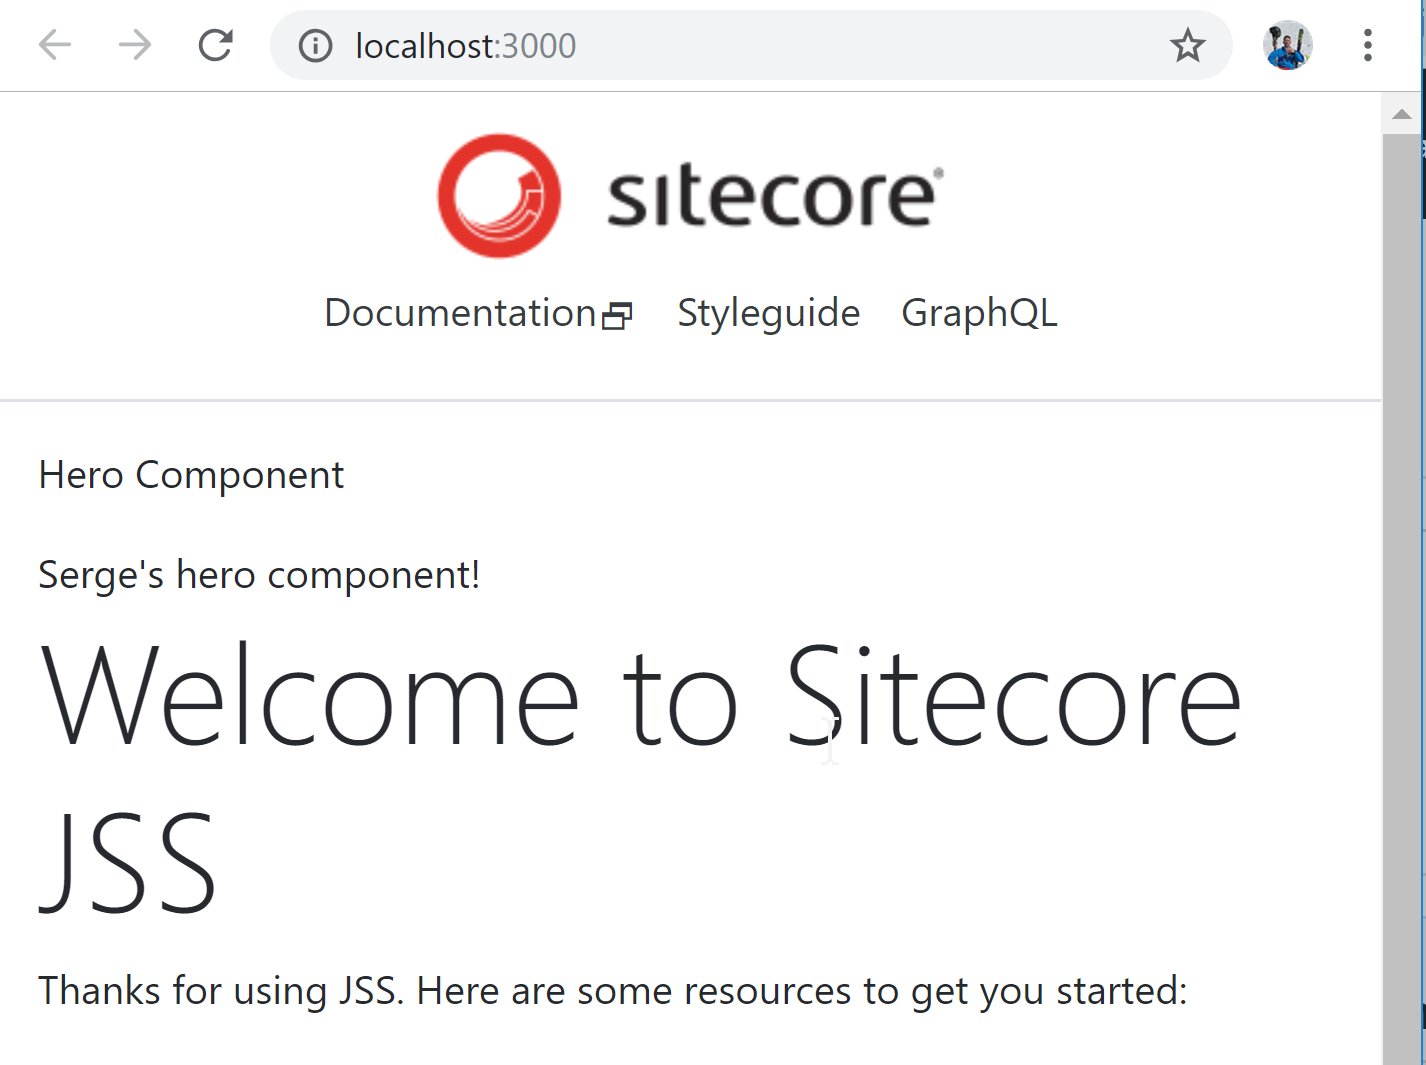 localhost:3000
sitecore
Documentation Styleguide GraphQL
Hero Component
Serge's hero component!
Welcome to Sitecore
JSS
Thanks for using JSS. Here are some resources to get you started: